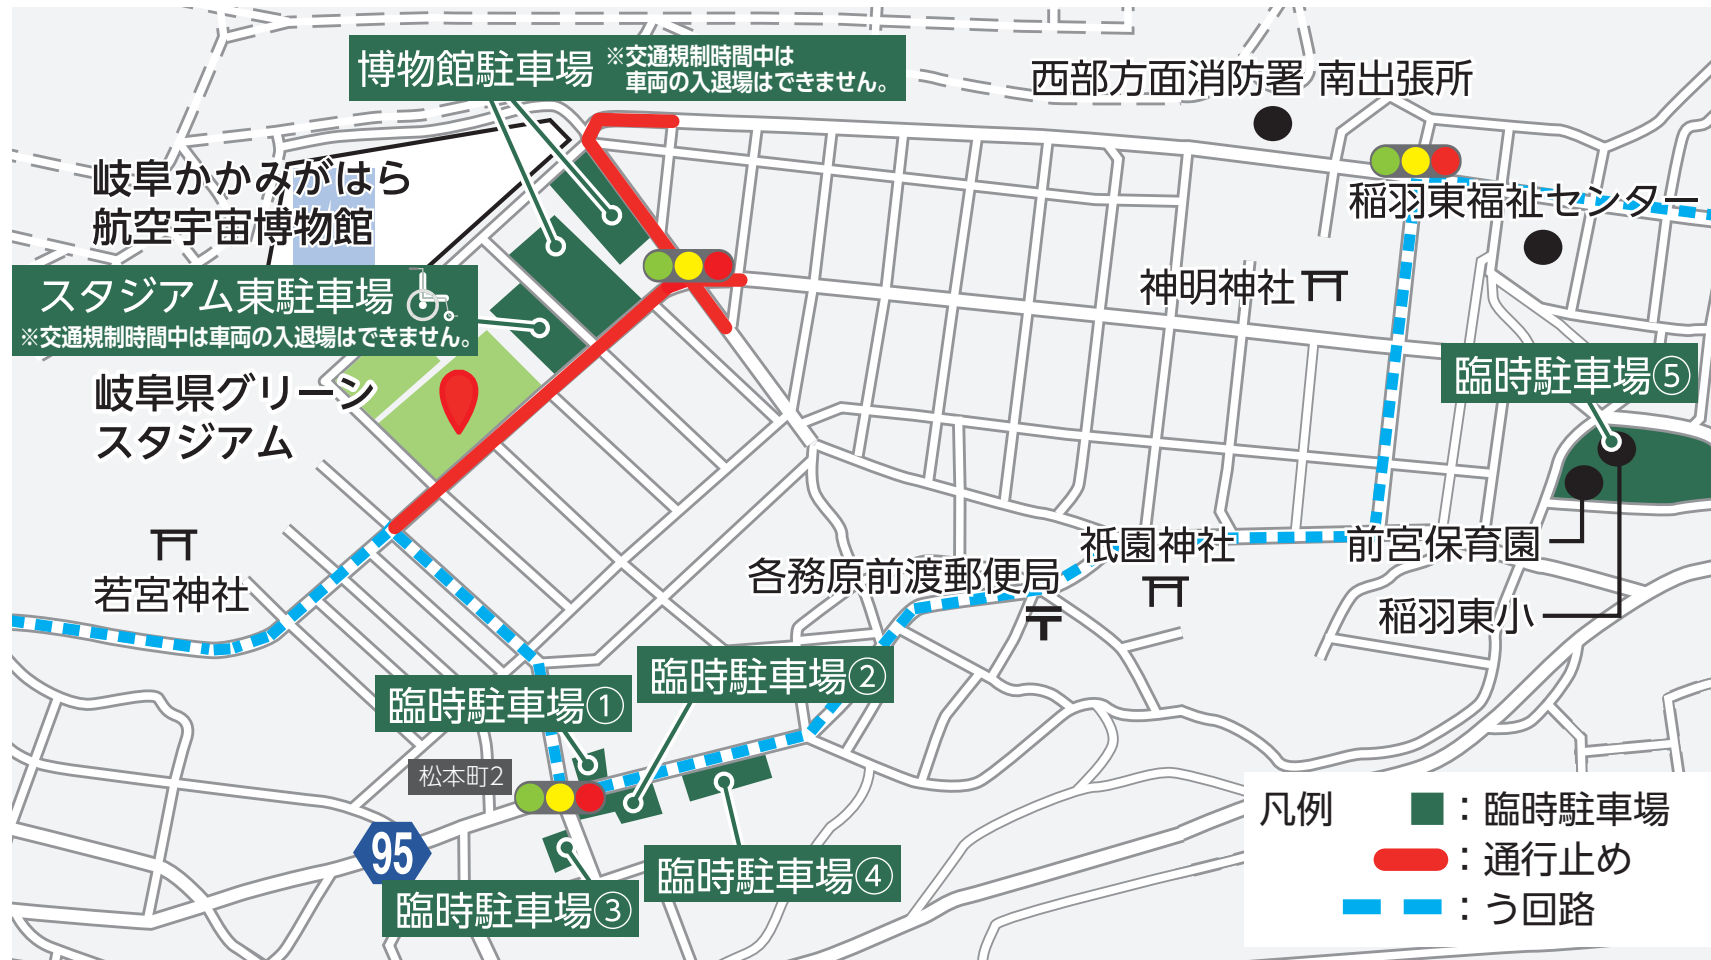 博物館駐車場 ※交通規制時間中は
車両の入退場はできません。
西部方面消防署 南出張所
岐阜かかみがはら
航空宇宙博物館
稲羽東福祉センター
スタジアム東駐車場
※交通規制時間中は車両の入退場はできません。
神明神社
臨時駐車場⑤
岐阜県グリーン
スタジアム
若宮神社
各務原前渡郵便局
〒
祇園神社
前宮保育園
稲羽東小
臨時駐車場①
臨時駐車場②
松本町2
95
臨時駐車場③
臨時駐車場④
凡例
：臨時駐車場
：通行止め
：う回路